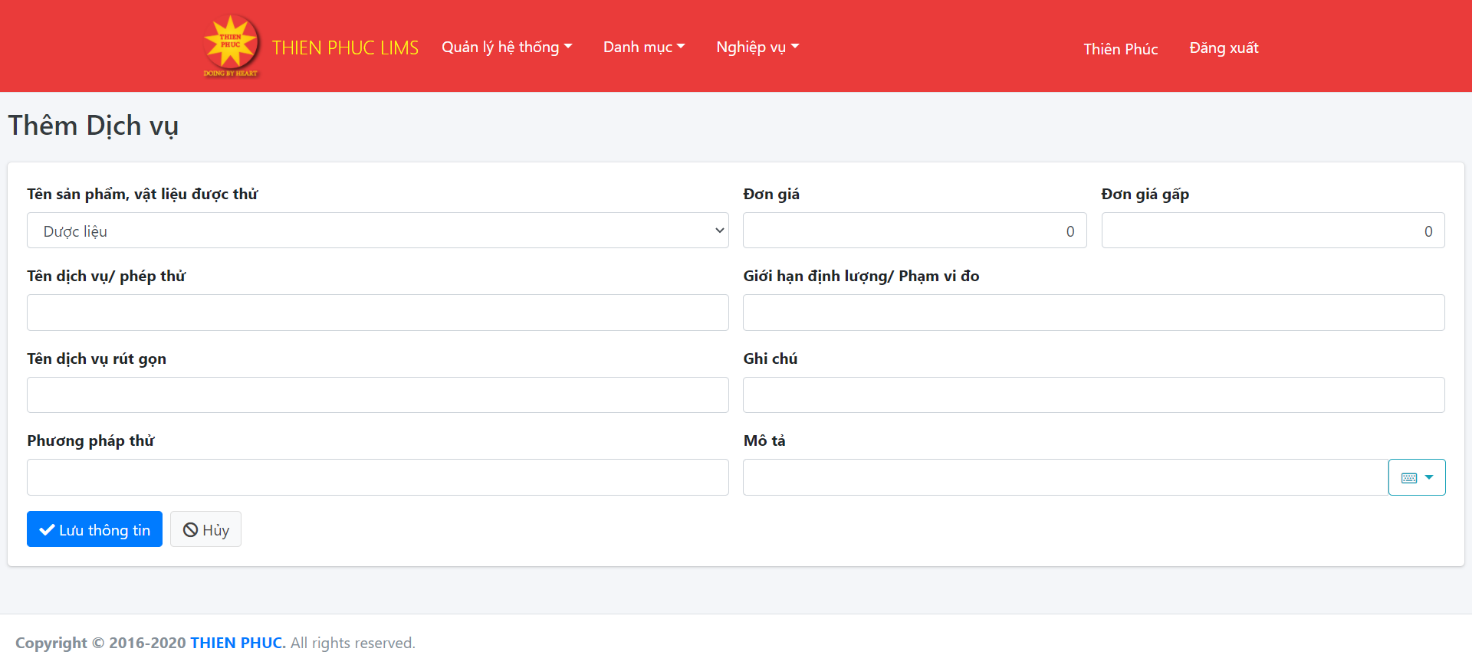 THIEN
PHUC
DOING BY HEART
THIEN PHUC LIMS
Quản lý hệ thống
Danh mục
Nghiệp vụ
Thiên Phúc
Đăng xuất
Thêm Dịch vụ
Tên sản phẩm, vật liệu được thử
Đơn giá
Đơn giá gấp
Dược liệu
0
0
Tên dịch vụ/ phép thử
Giới hạn định lượng/ Phạm vi đo
Tên dịch vụ rút gọn
Ghi chú
Phương pháp thử
Mô tả
Lưu thông tin
Hủy
Copyright © 2016-2020 THIEN PHUC. All rights reserved.